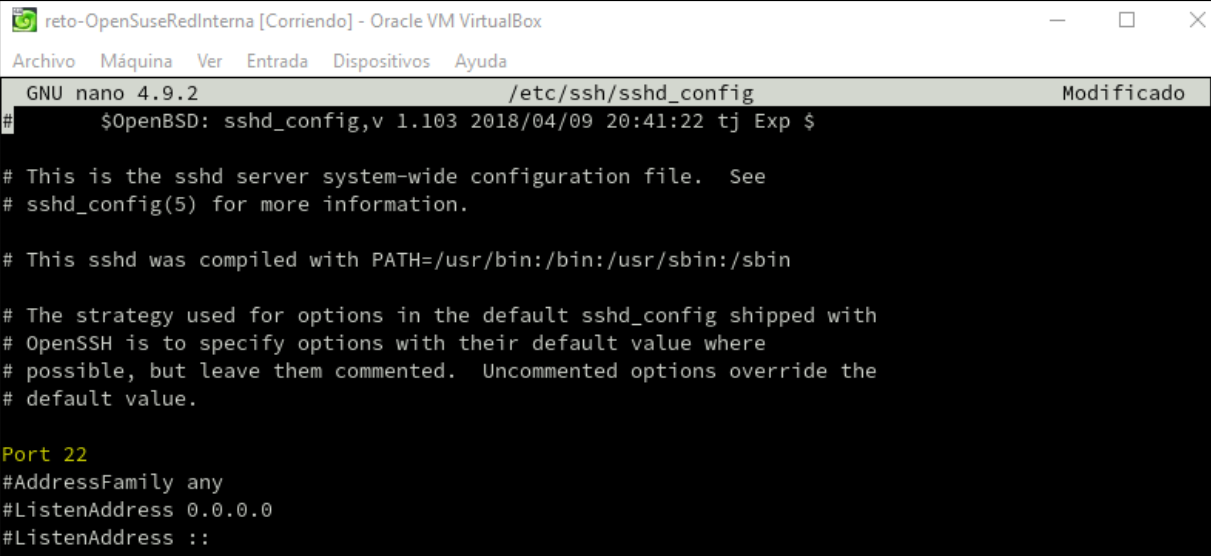 reto-OpenSuseRedInterna [Corriendo] - Oracle VM VirtualBox
Archivo Máquina Ver Entrada Dispositivos Ayuda
GNU nano 4.9.2 /etc/ssh/sshd_config Modificado
# $OpenBSD: sshd_config,v 1.103 2018/04/09 20:41:22 tj Exp $
# This is the sshd server system-wide configuration file. See
# sshd_config(5) for more information.
# This sshd was compiled with PATH=/usr/bin:/bin:/usr/sbin:/sbin
# The strategy used for options in the default sshd_config shipped with
# OpenSSH is to specify options with their default value where
# possible, but leave them commented. Uncommented options override the
# default value.
Port 22
#AddressFamily any
#ListenAddress 0.0.0.0
#ListenAddress ::